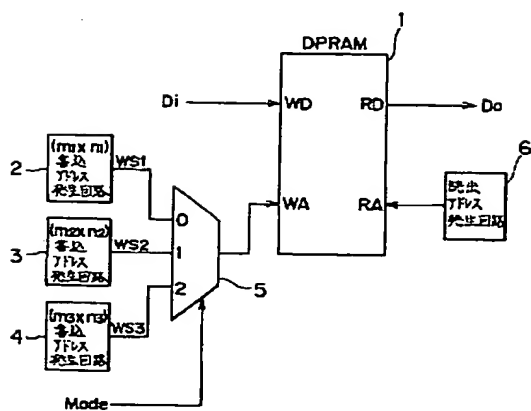 1
DPRAM
Di
WD
RD
Do
6
WA
RA
読出
アドレス
発生回路
2
(m1×n1)
書込
アドレス
発生回路
WS1
0
3
(m2×n2)
書込
アドレス
発生回路
WS2
1
5
4
(m3×n3)
書込
アドレス
発生回路
WS3
2
Mode